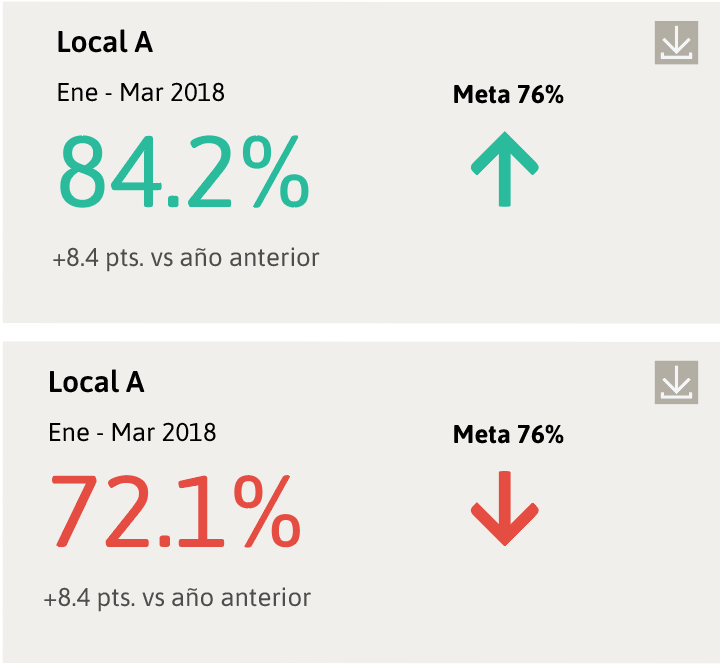 Local A
Ene - Mar 2018
Meta 76%
84.2%
+8.4 pts. vs año anterior
Local A
Ene - Mar 2018
Meta 76%
72.1%
+8.4 pts. vs año anterior